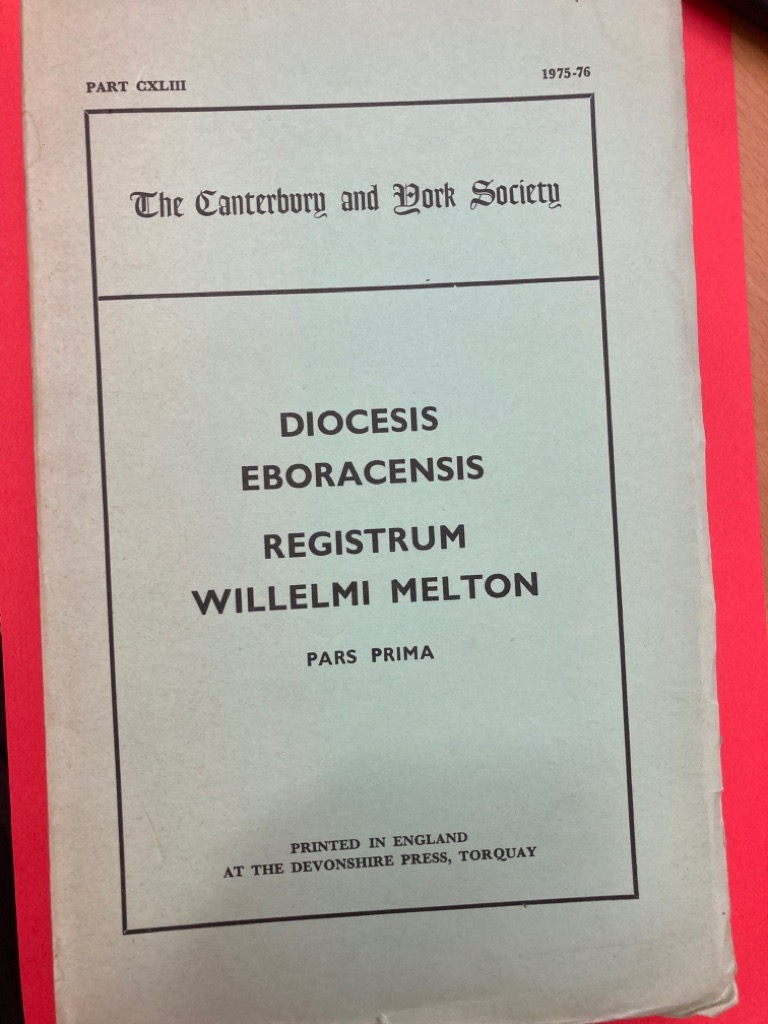 PART CXLIII
1975-76
The Canterbury and York Society
DIOCESIS
EBORACENSIS
REGISTRUM
WILLELMI MELTON
PARS PRIMA
PRINTED IN ENGLAND
AT THE DEVONSHIRE PRESS, TORQUAY